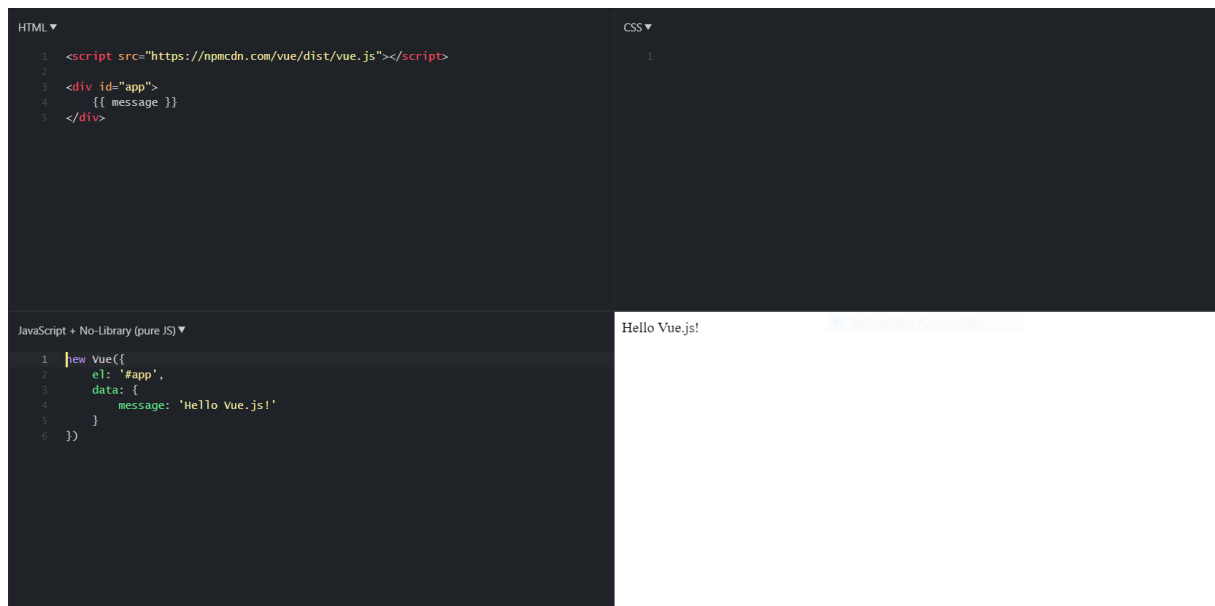 HTML ▼
1 <script src="https://npmcdn.com/vue/dist/vue.js"></script>
2
3 <div id="app">
4 {{ message }}
5 </div>
CSS ▼
1
JavaScript + No-Library (pure JS) ▼
1 new Vue({
2 el: '#app',
3 data: {
4 message: 'Hello Vue.js!'
5 }
6 })
Hello Vue.js!